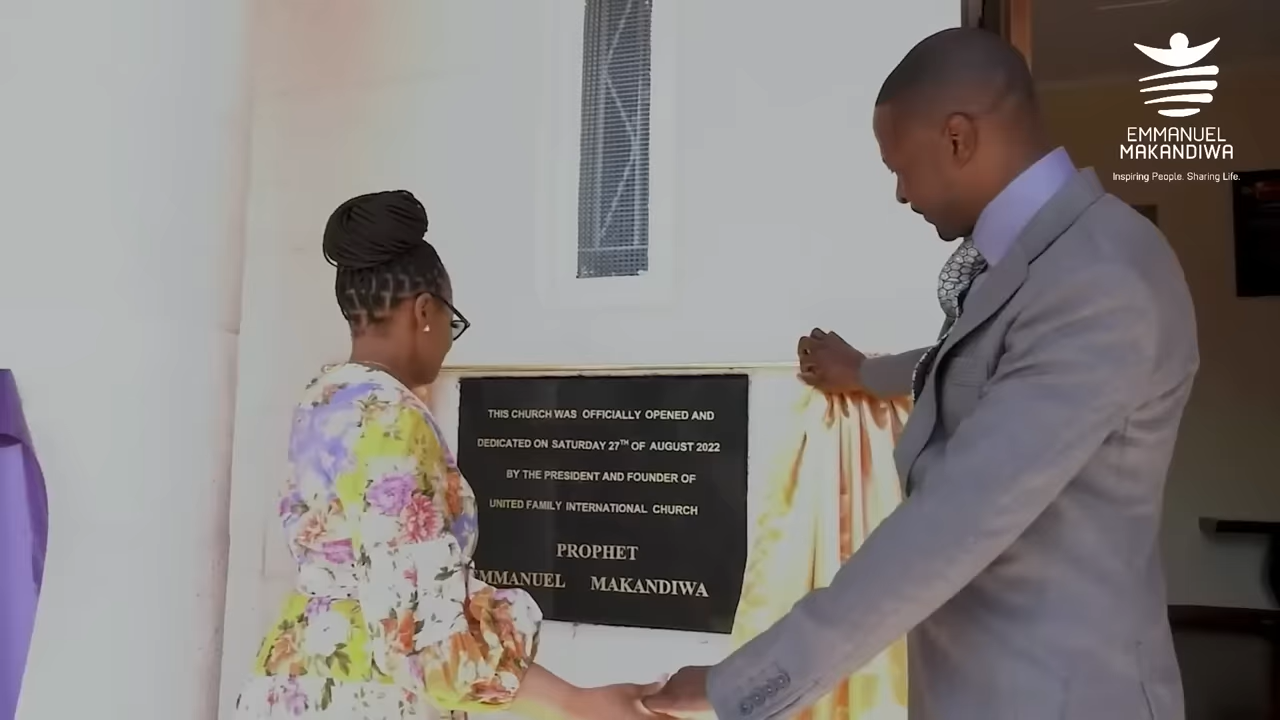 EMMANUEL
MAKANDIWA
Inspiring People. Sharing Life.
THIS CHURCH WAS OFFICIALLY OPENED AND
DEDICATED ON SATURDAY 27TH OF AUGUST 2022
BY THE PRESIDENT AND FOUNDER OF
UNITED FAMILY INTERNATIONAL CHURCH
PROPHET
EMMANUEL MAKANDIWA